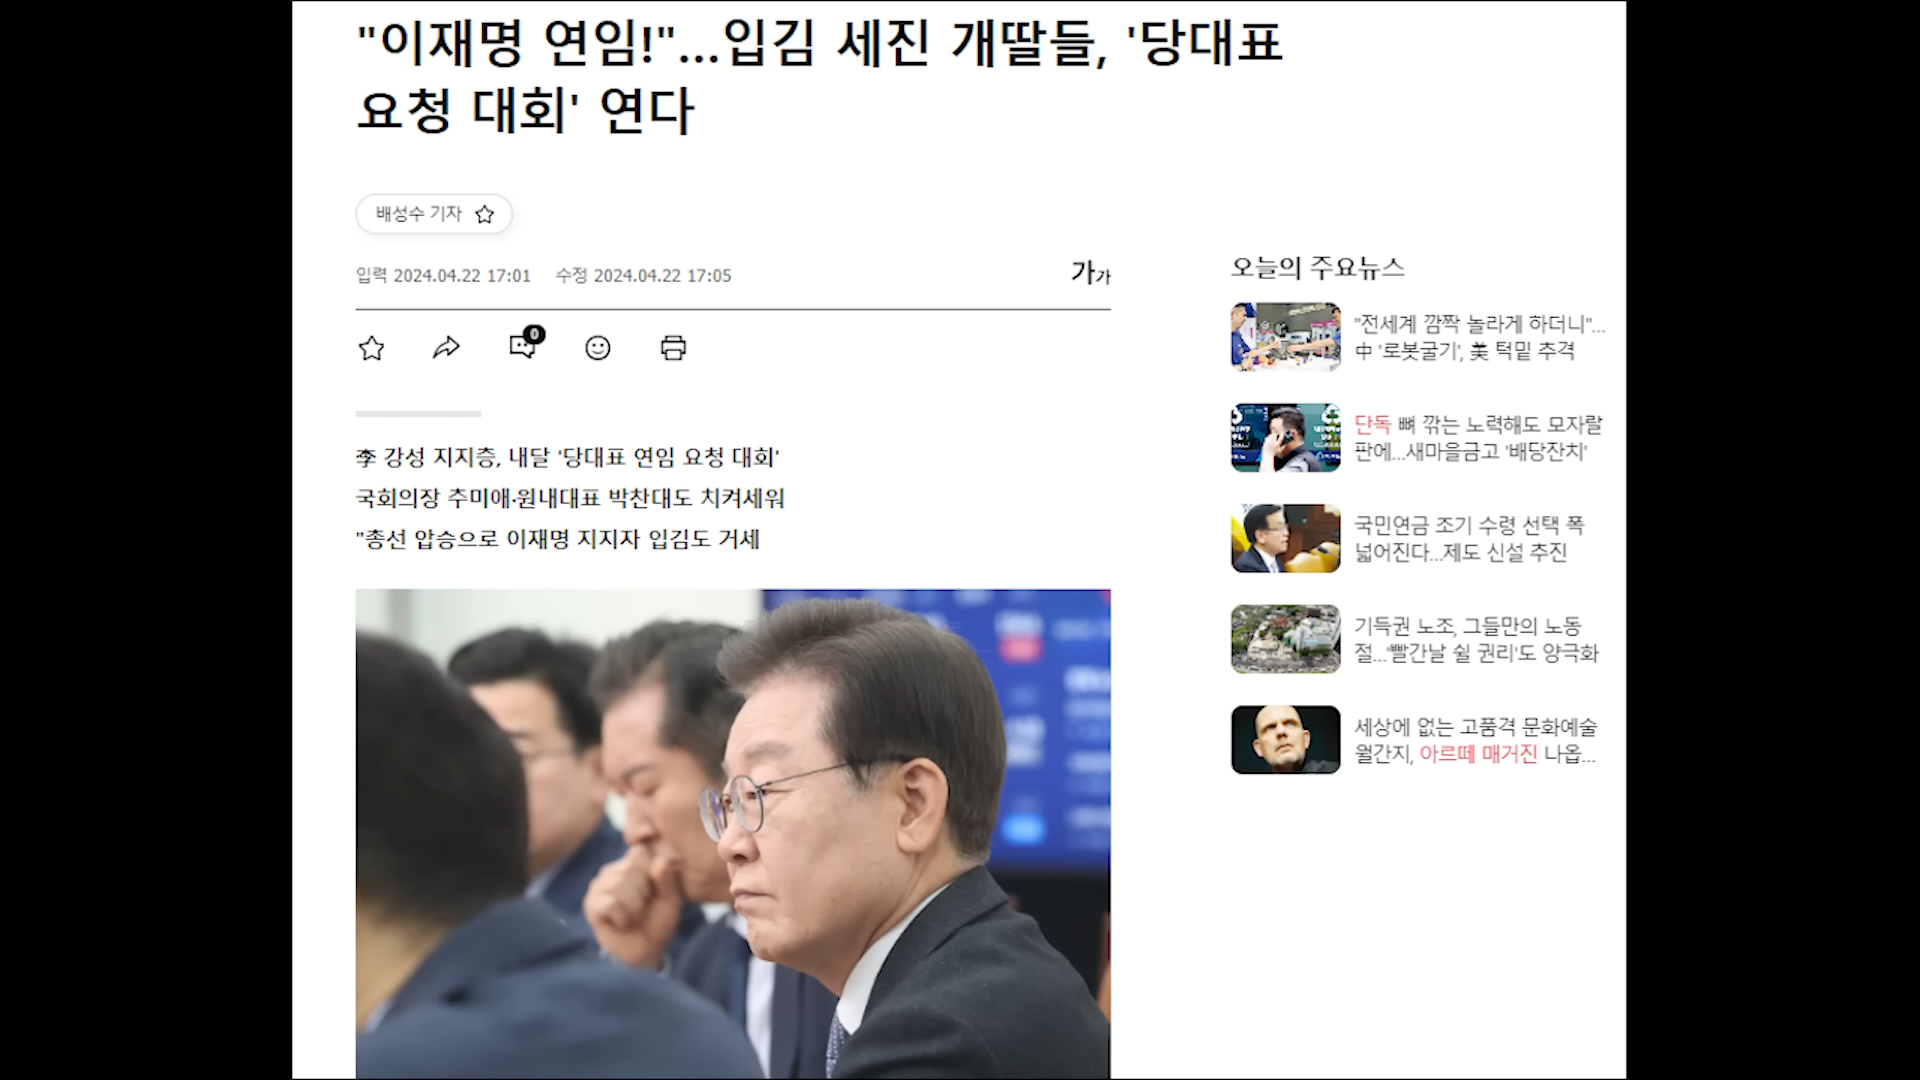 "이재명 연임!"...입김 세진 개딸들, '당대표
요청 대회' 연다
배성수 기자
입력 2024.04.22 17:01 수정 2024.04.22 17:05
가가
0
李 강성 지지층, 내달 '당대표 연임 요청 대회'
국회의장 추미애·원내대표 박찬대도 치켜세워
"총선 압승으로 이재명 지지자 입김도 거세
오늘의 주요뉴스
"전세계 깜짝 놀라게 하더니"...
中 '로봇굴기', 美 턱밑 추격
단독 뼈 깎는 노력해도 모자랄
판에...새마을금고 '배당잔치'
국민연금 조기 수령 선택 폭
넓어진다...제도 신설 추진
기득권 노조, 그들만의 노동
절...'빨간날 쉴 권리'도 양극화
세상에 없는 고품격 문화예술
월간지, 아르떼 매거진 나옵...